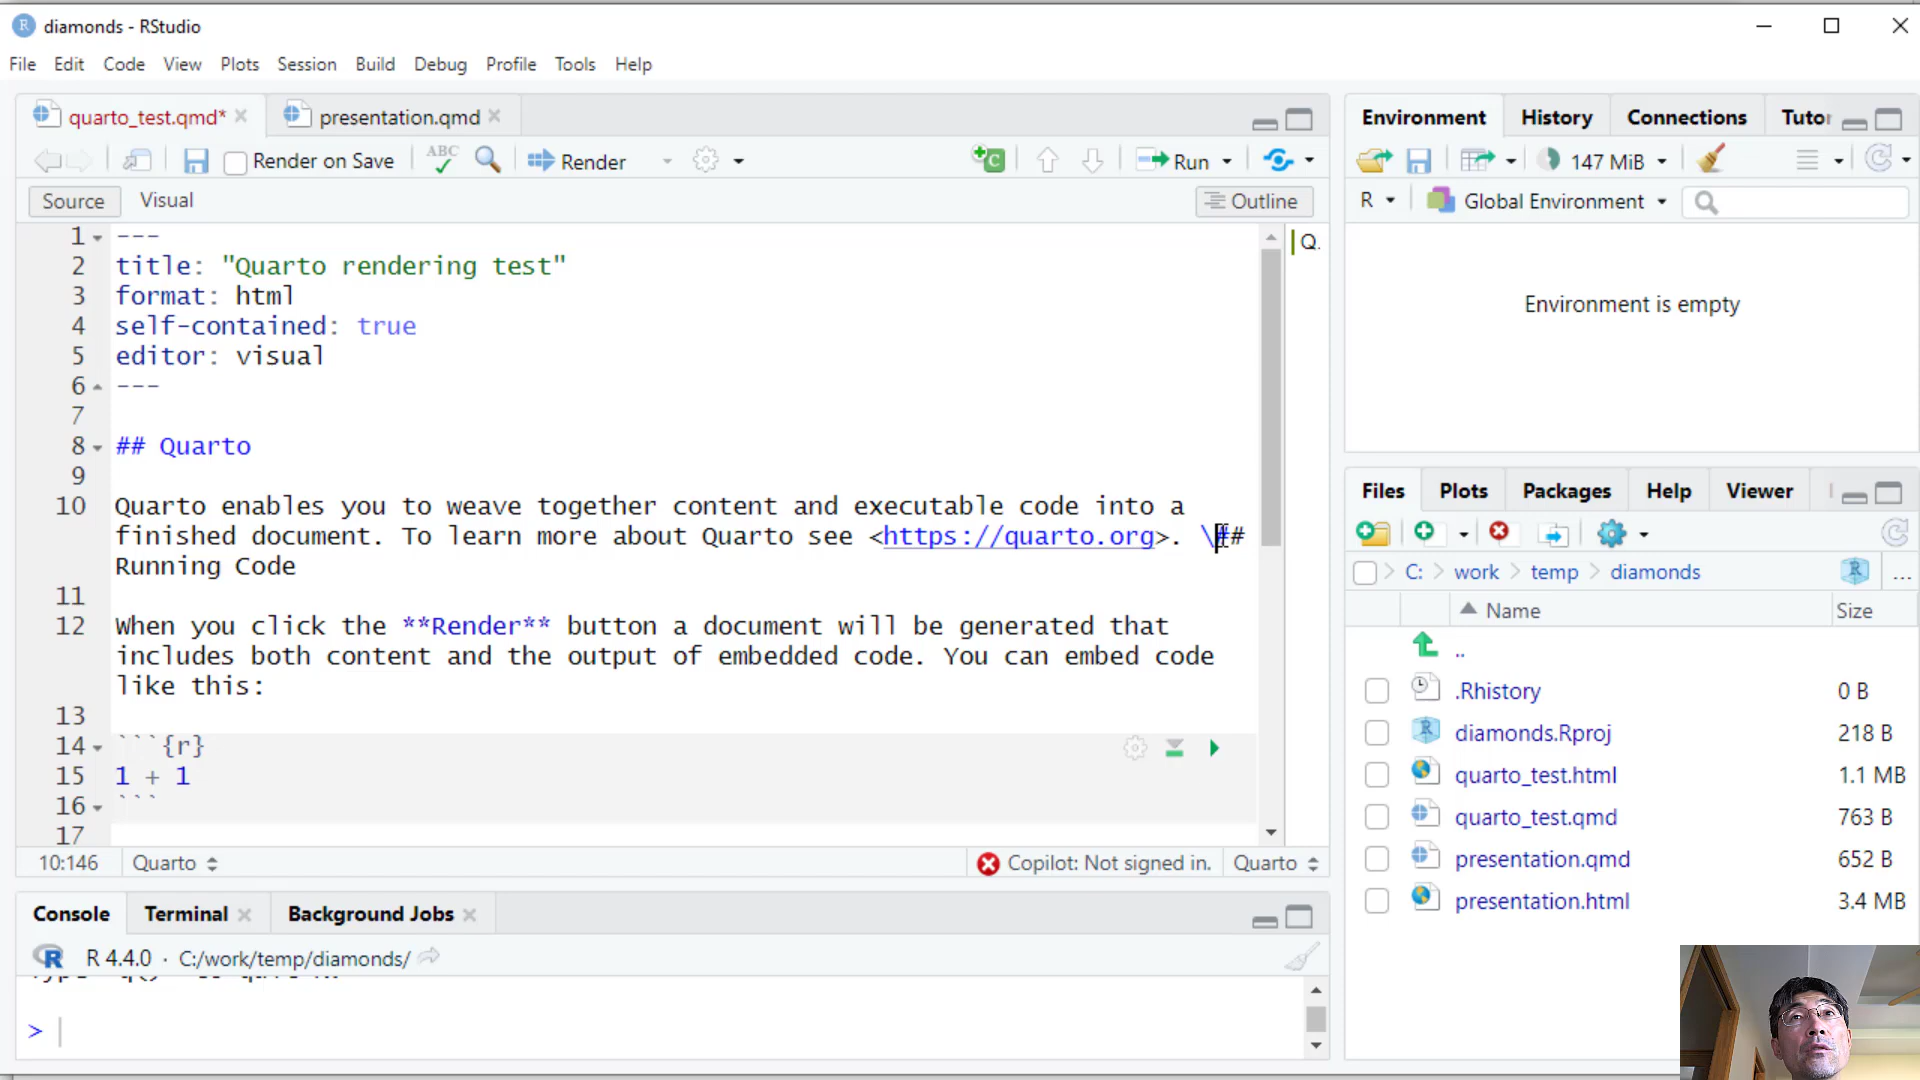 diamonds - RStudio
File Edit Code View Plots Session Build Debug Profile Tools Help
quarto_test.qmd* presentation.qmd
Render on Save ABC Render Run
Source Visual Outline
1 ---
2 title: "Quarto rendering test"
3 format: html
4 self-contained: true
5 editor: visual
6 ---
7
8 ## Quarto
9
10 Quarto enables you to weave together content and executable code into a
finished document. To learn more about Quarto see <https://quarto.org>. \##
Running Code
11
12 When you click the **Render** button a document will be generated that
includes both content and the output of embedded code. You can embed code
like this:
13
14 ```{r}
15 1 + 1
16 ```
17
10:146 Quarto Copilot: Not signed in. Quarto
Q.
Console Terminal Background Jobs
R 4.4.0 · C:/work/temp/diamonds/
>
Environment History Connections Tutor
147 MiB
R Global Environment
Environment is empty
Files Plots Packages Help Viewer
C: work temp diamonds ...
Name Size
..
.Rhistory 0 B
diamonds.Rproj 218 B
quarto_test.html 1.1 MB
quarto_test.qmd 763 B
presentation.qmd 652 B
presentation.html 3.4 MB